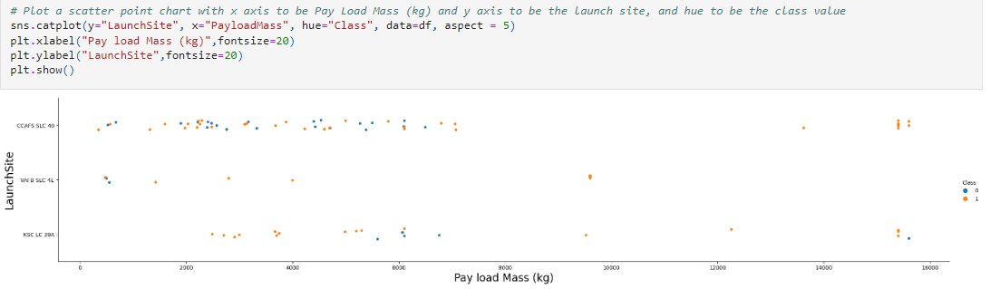 # Plot a scatter point chart with x axis to be Pay Load Mass (kg) and y axis to be the launch site, and hue to be the class value
sns.catplot(y="LaunchSite", x="PayloadMass", hue="Class", data=df, aspect = 5)
plt.xlabel("Pay load Mass (kg)",fontsize=20)
plt.ylabel("LaunchSite",fontsize=20)
plt.show()
CCAFS SLC 40
VAFB SLC 4E
KSC LC 39A
LaunchSite
Class
0
1
0 2000 4000 6000 8000 10000 12000 14000 16000
Pay load Mass (kg)